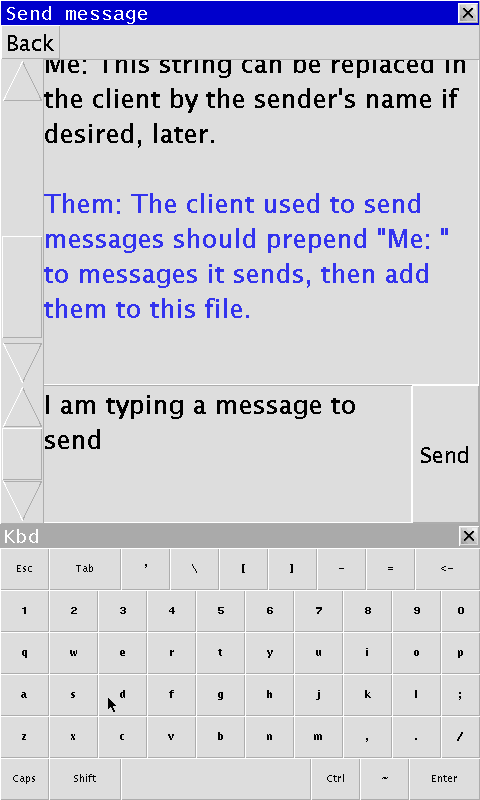 Send message
Back
Me: This string can be replaced in
the client by the sender's name if
desired, later.
Them: The client used to send
messages should prepend "Me: "
to messages it sends, then add
them to this file.
I am typing a message to
send
Send
Kbd
Esc Tab ' \ [ ] - = <-
1 2 3 4 5 6 7 8 9 0
q w e r t y u i o p
a s d f g h j k l ;
z x c v b n m , . /
Caps Shift Ctrl ~ Enter